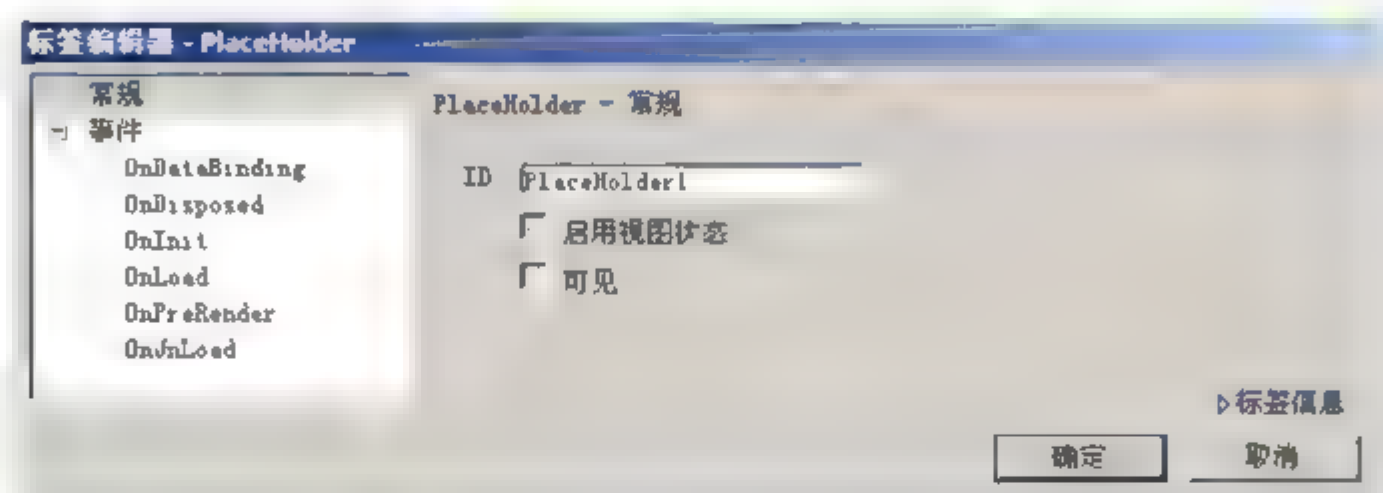 标签编辑器 - PlaceHolder
常规
事件
OnDataBinding
OnDisposed
OnInit
OnLoad
OnPreRender
OnUnLoad
PlaceHolder - 常规
ID PlaceHolder1
启用视图状态
可见
标签信息
确定 取消